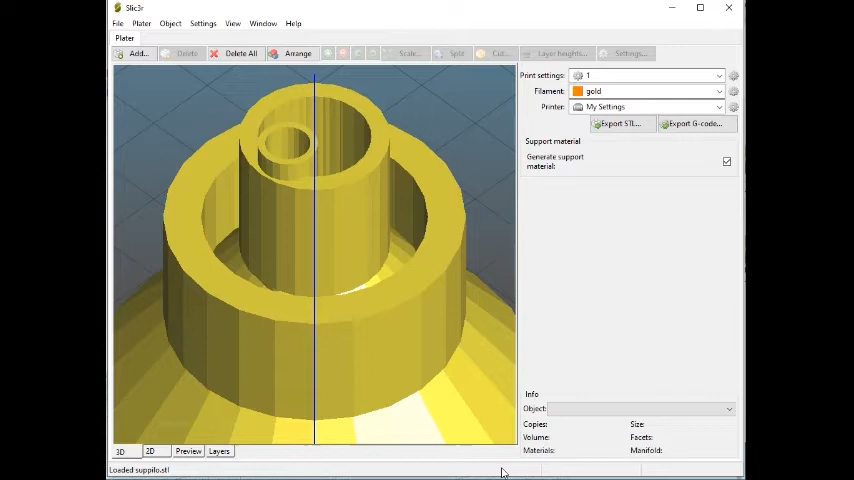 Slic3r
File Plater Object Settings View Window Help
Plater
Add... Delete Delete All Arrange Scale... Split Cut... Layer heights... Settings...
Print settings: 1
Filament: gold
Printer: My Settings
Export STL... Export G-code...
Support material
Generate support
material:
Info
Object:
Copies: Size:
Volume: Facets:
Materials: Manifold:
3D 2D Preview Layers
Loaded suppilo.stl